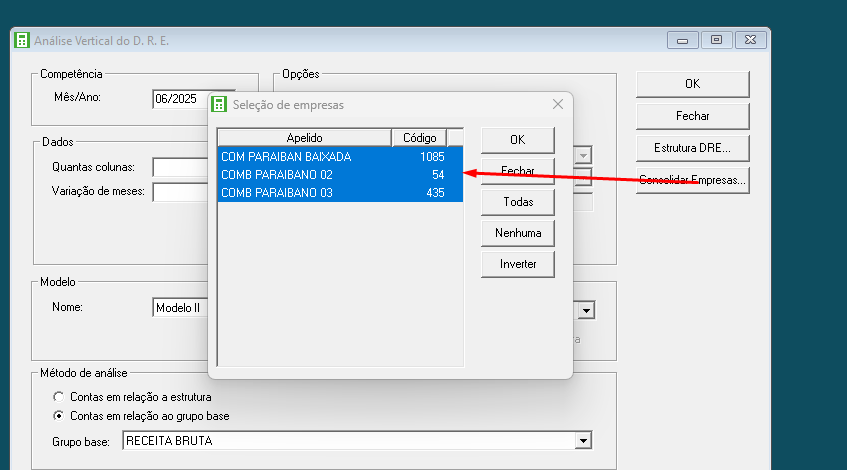 Análise Vertical do D. R. E.
Competência
Mês/Ano:
06/2025
Opções
OK
Fechar
Estrutura DRE...
Consolidar Empresas...
Dados
Quantas colunas:
Variação de meses:
Seleção de empresas
Apelido
Código
COM PARAIBAN BAIXADA
1085
COMB PARAIBANO 02
54
COMB PARAIBANO 03
435
OK
Fechar
Todas
Nenhuma
Inverter
Modelo
Nome:
Modelo II
Método de análise
Contas em relação a estrutura
Contas em relação ao grupo base
Grupo base:
RECEITA BRUTA